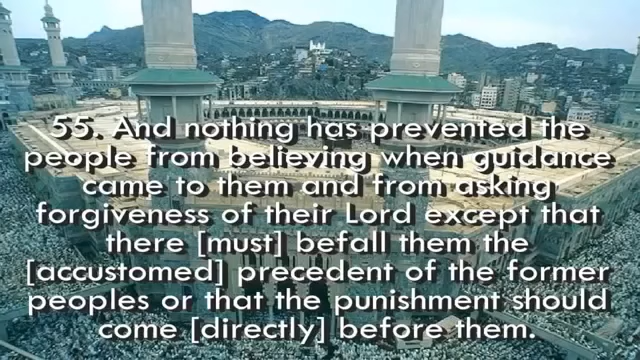 55. And nothing has prevented the
people from believing when guidance
came to them and from asking
forgiveness of their Lord except that
there [must] befall them the
[accustomed] precedent of the former
peoples or that the punishment should
come [directly] before them.